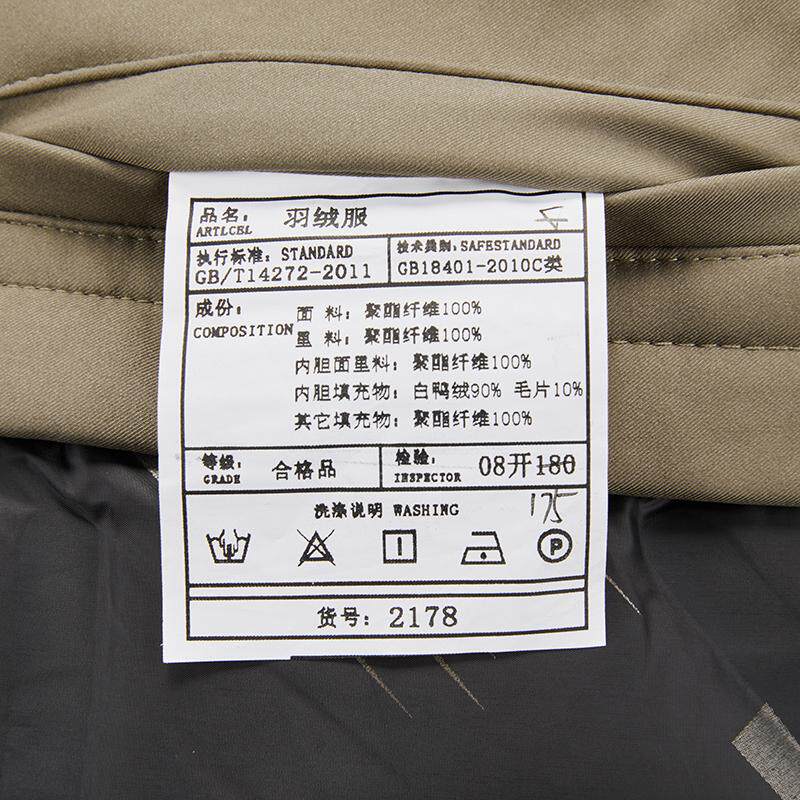 品名: 羽绒服
ARTLCBL
执行标准: STANDARD
GB/T14272-2011
技术类别: SAFESTANDARD
GB18401-2010C类
成份:
COMPOSITION
面 料: 聚酯纤维100%
里 料: 聚酯纤维100%
内胆面里料: 聚酯纤维100%
内胆填充物: 白鸭绒90% 毛片10%
其它填充物: 聚酯纤维100%
等级: 合格品
GRADE
检验: 08开180
INSPECTOR
175
洗涤说明 WASHING
P
货号: 2178